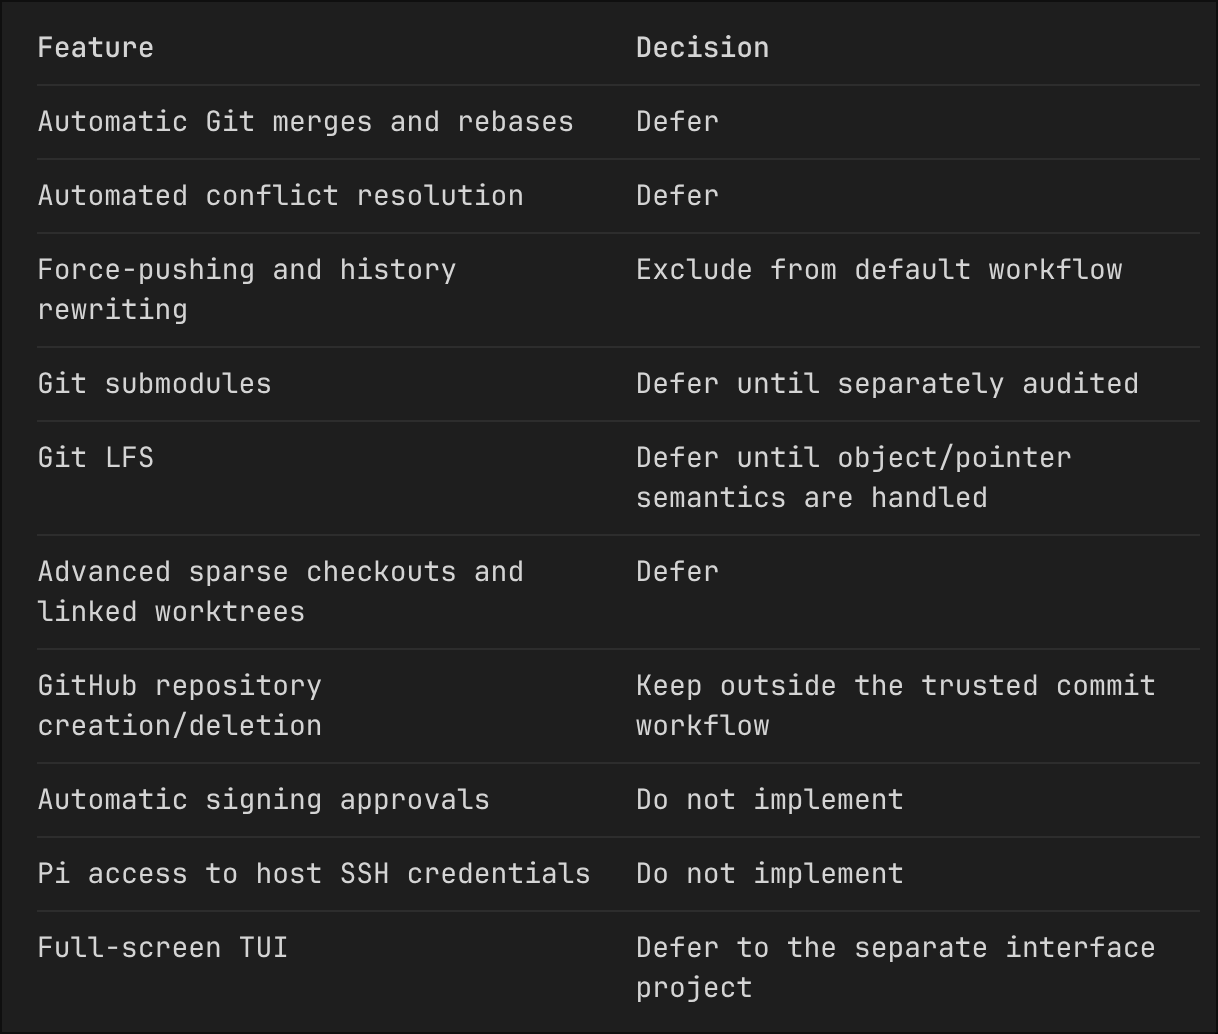 Feature Decision
Automatic Git merges and rebases Defer
Automated conflict resolution Defer
Force-pushing and history Exclude from default workflow
rewriting
Git submodules Defer until separately audited
Git LFS Defer until object/pointer
semantics are handled
Advanced sparse checkouts and Defer
linked worktrees
GitHub repository Keep outside the trusted commit
creation/deletion workflow
Automatic signing approvals Do not implement
Pi access to host SSH credentials Do not implement
Full-screen TUI Defer to the separate interface
project